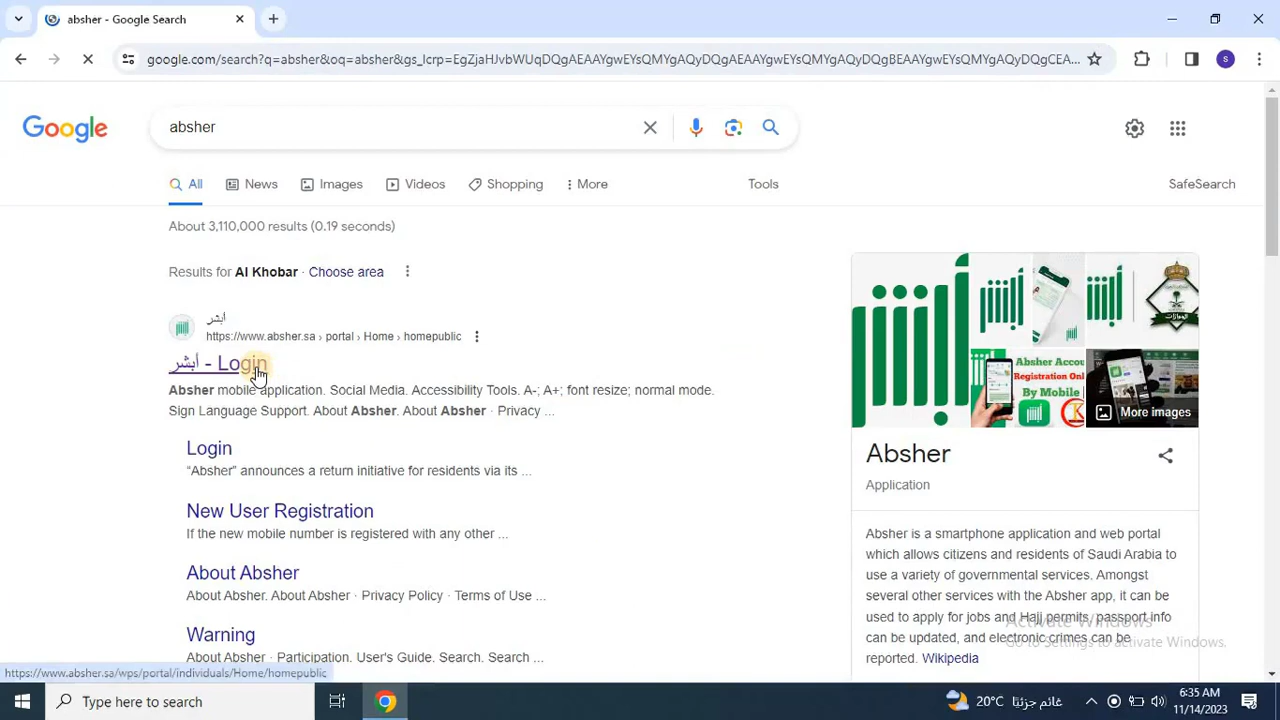 absher - Google Search
google.com/search?q=absher&oq=absher&gs_lcrp=EgZjaHJvbWUqDQgAEAAYgwEYsQMYgAQyDQgAEAAYgwEYsQMYgAQyDQgBEAAYgwEYsQMYgAQyDQgCEA...
S
Google
absher
All
News
Images
Videos
Shopping
More
Tools
SafeSearch
About 3,110,000 results (0.19 seconds)
Results for Al Khobar · Choose area
أبشر
https://www.absher.sa › portal › Home › homepublic
أبشر - Login
Absher mobile application. Social Media. Accessibility Tools. A-; A+; font resize; normal mode.
Sign Language Support. About Absher. About Absher · Privacy ...
Login
“Absher” announces a return initiative for residents via its ...
New User Registration
If the new mobile number is registered with any other ...
About Absher
About Absher. About Absher · Privacy Policy · Terms of Use ...
Warning
About Absher · Participation. User's Guide. Search. Search ...
Absher Account
Registration Onl
By Mobile
More images
Absher
Application
Absher is a smartphone application and web portal
which allows citizens and residents of Saudi Arabia to
use a variety of governmental services. Amongst
several other services with the Absher app, it can be
used to apply for jobs and Hajj permits, passport info
can be updated, and electronic crimes can be
reported. Wikipedia
Activate Windows
Go to Settings to activate Windows.
https://www.absher.sa/wps/portal/individuals/Home/homepublic
Type here to search
20°C غائم جزئيًا
6:35 AM
11/14/2023